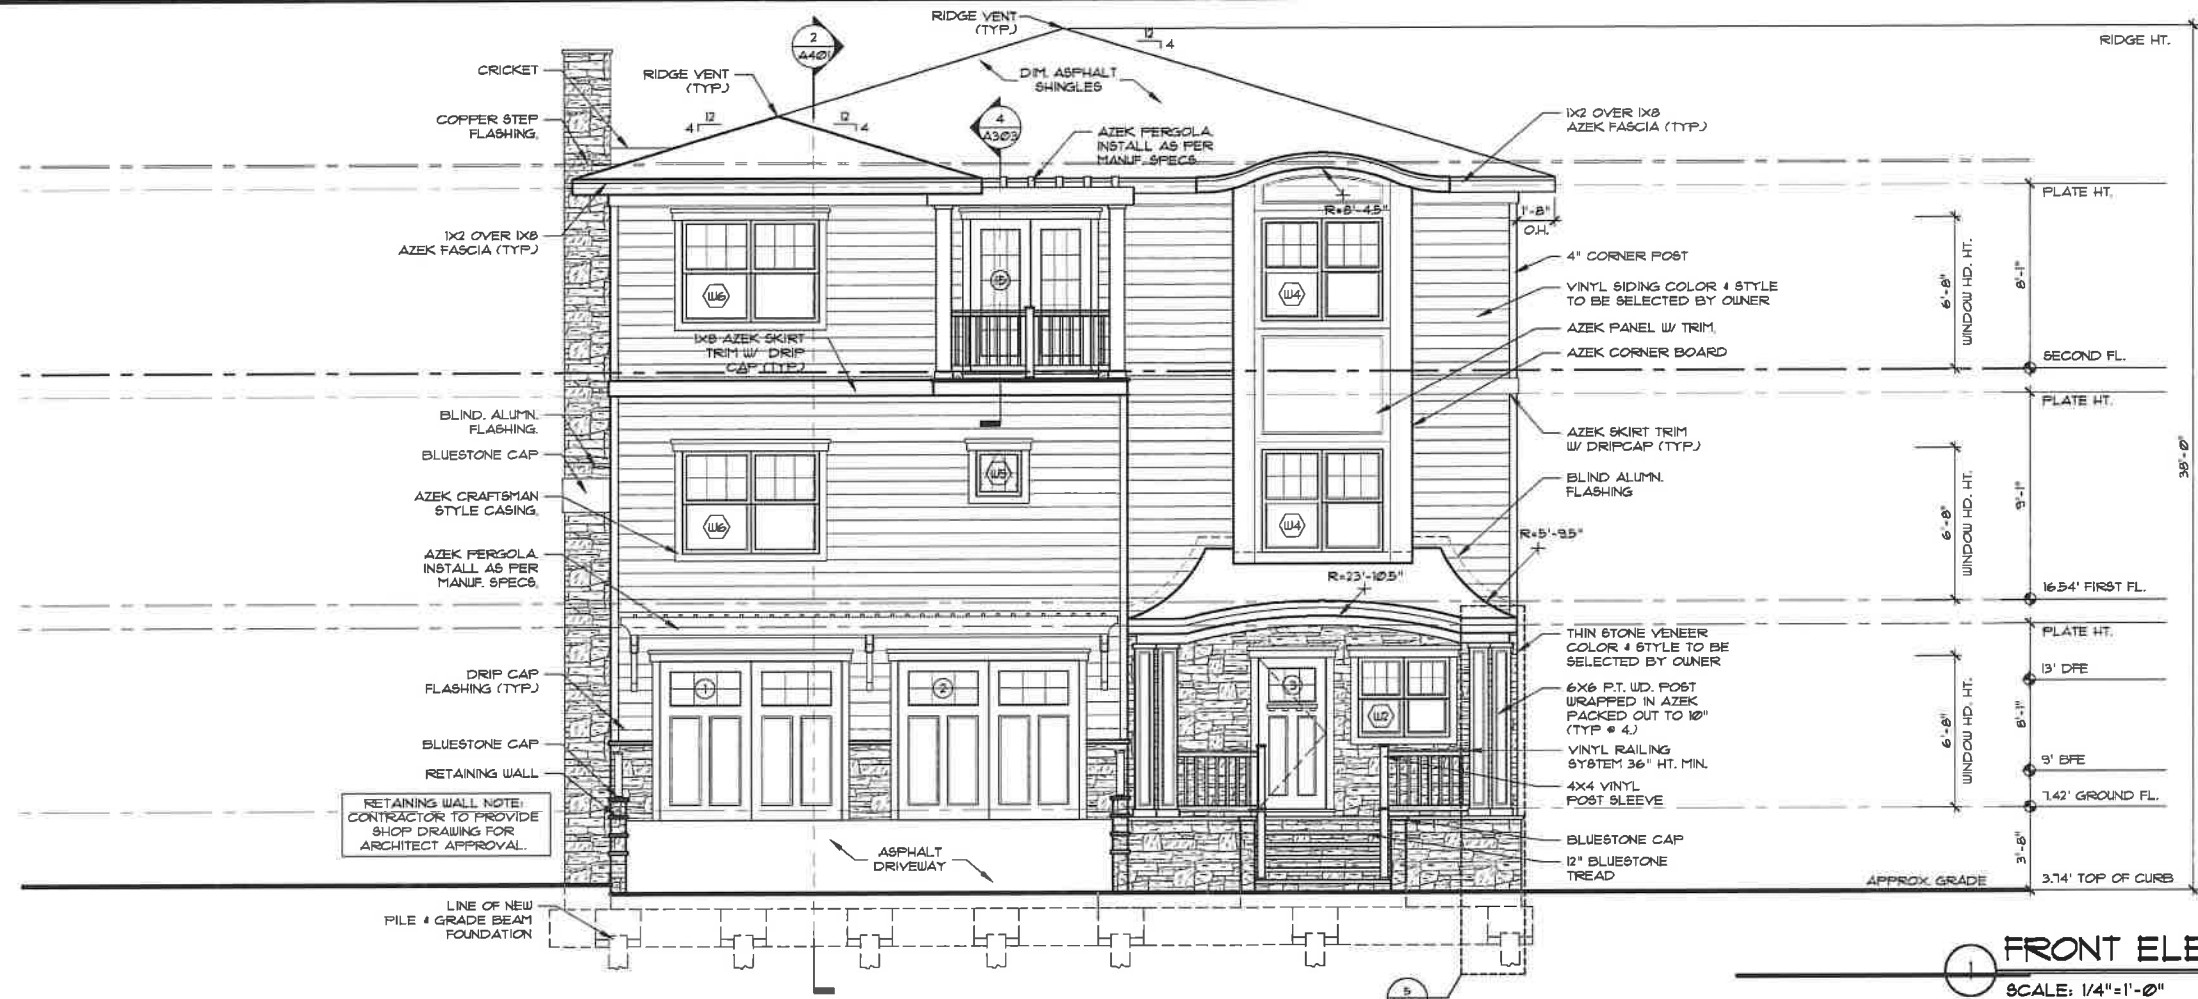 RIDGE VENT
(TYP.)
12
4
RIDGE HT.
2
A401
CRICKET
RIDGE VENT
(TYP.)
DIM. ASPHALT
SHINGLES
COPPER STEP
FLASHING.
12
4
12
4
4
A303
AZEK PERGOLA.
INSTALL AS PER
MANUF. SPECS.
1X2 OVER 1X8
AZEK FASCIA (TYP.)
PLATE HT.
R=8'-4.5"
1'-8"
O.H.
1X2 OVER 1X8
AZEK FASCIA (TYP.)
4" CORNER POST
VINYL SIDING COLOR & STYLE
TO BE SELECTED BY OWNER
W6
15
W4
6'-8"
WINDOW HD. HT.
8'-1"
AZEK PANEL W/ TRIM.
1X8 AZEK SKIRT
TRIM W/ DRIP
CAP (TYP.)
AZEK CORNER BOARD
SECOND FL.
PLATE HT.
BLIND. ALUMN.
FLASHING.
AZEK SKIRT TRIM
W/ DRIPCAP (TYP.)
BLUESTONE CAP
W5
BLIND ALUMN.
FLASHING
38'-0"
AZEK CRAFTSMAN
STYLE CASING.
W6
W4
6'-8"
WINDOW HD. HT.
9'-1"
R=5'-9.5"
AZEK PERGOLA.
INSTALL AS PER
MANUF. SPECS.
R=23'-10.5"
16.54' FIRST FL.
PLATE HT.
THIN STONE VENEER
COLOR & STYLE TO BE
SELECTED BY OWNER
13' DFE
DRIP CAP
FLASHING (TYP.)
1
2
3
W2
6X6 P.T. WD. POST
WRAPPED IN AZEK
PACKED OUT TO 10"
(TYP @ 4.)
6'-8"
WINDOW HD. HT.
8'-1"
BLUESTONE CAP
VINYL RAILING
SYSTEM 36" HT. MIN.
9' BFE
RETAINING WALL
4X4 VINYL
POST SLEEVE
7.42' GROUND FL.
RETAINING WALL NOTE:
CONTRACTOR TO PROVIDE
SHOP DRAWING FOR
ARCHITECT APPROVAL.
BLUESTONE CAP
ASPHALT
DRIVEWAY
12" BLUESTONE
TREAD
3'-8"
APPROX. GRADE
3.74' TOP OF CURB
LINE OF NEW
PILE & GRADE BEAM
FOUNDATION
1
FRONT ELE
SCALE: 1/4"=1'-0"
5